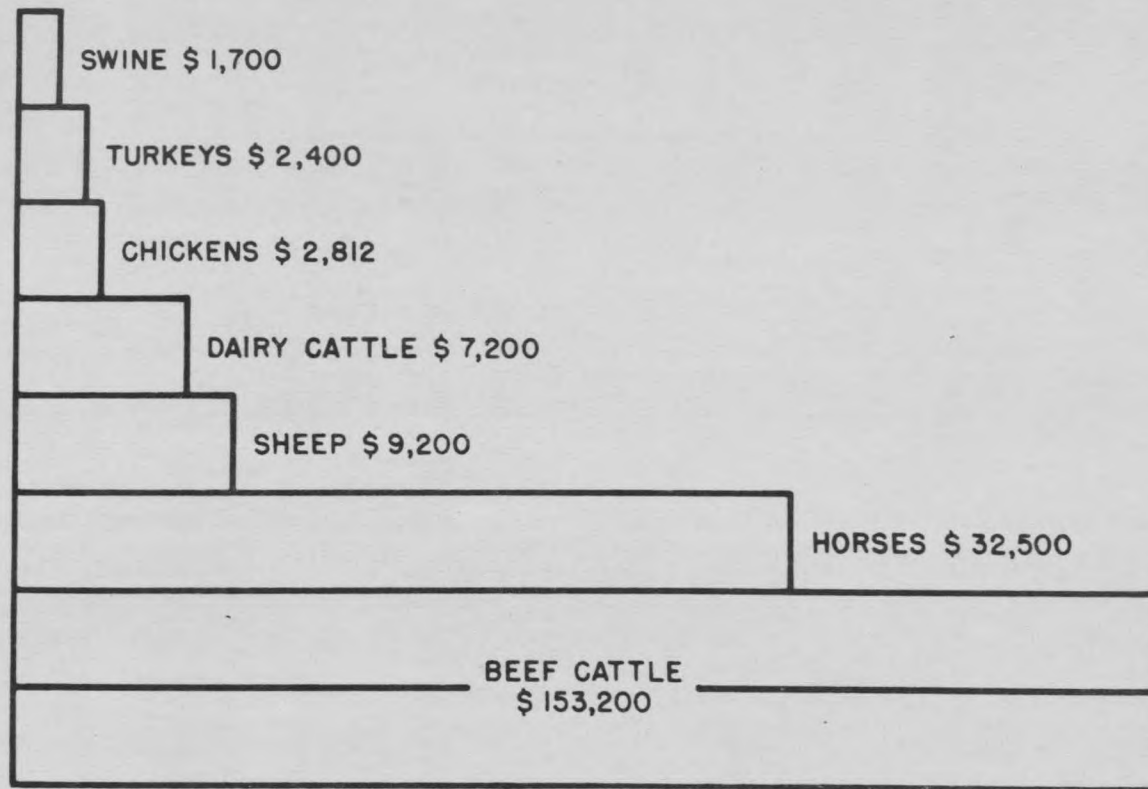 SWINE $ 1,700
TURKEYS $ 2,400
CHICKENS $ 2,812
DAIRY CATTLE $ 7,200
SHEEP $ 9,200
HORSES $ 32,500
BEEF CATTLE
$ 153,200